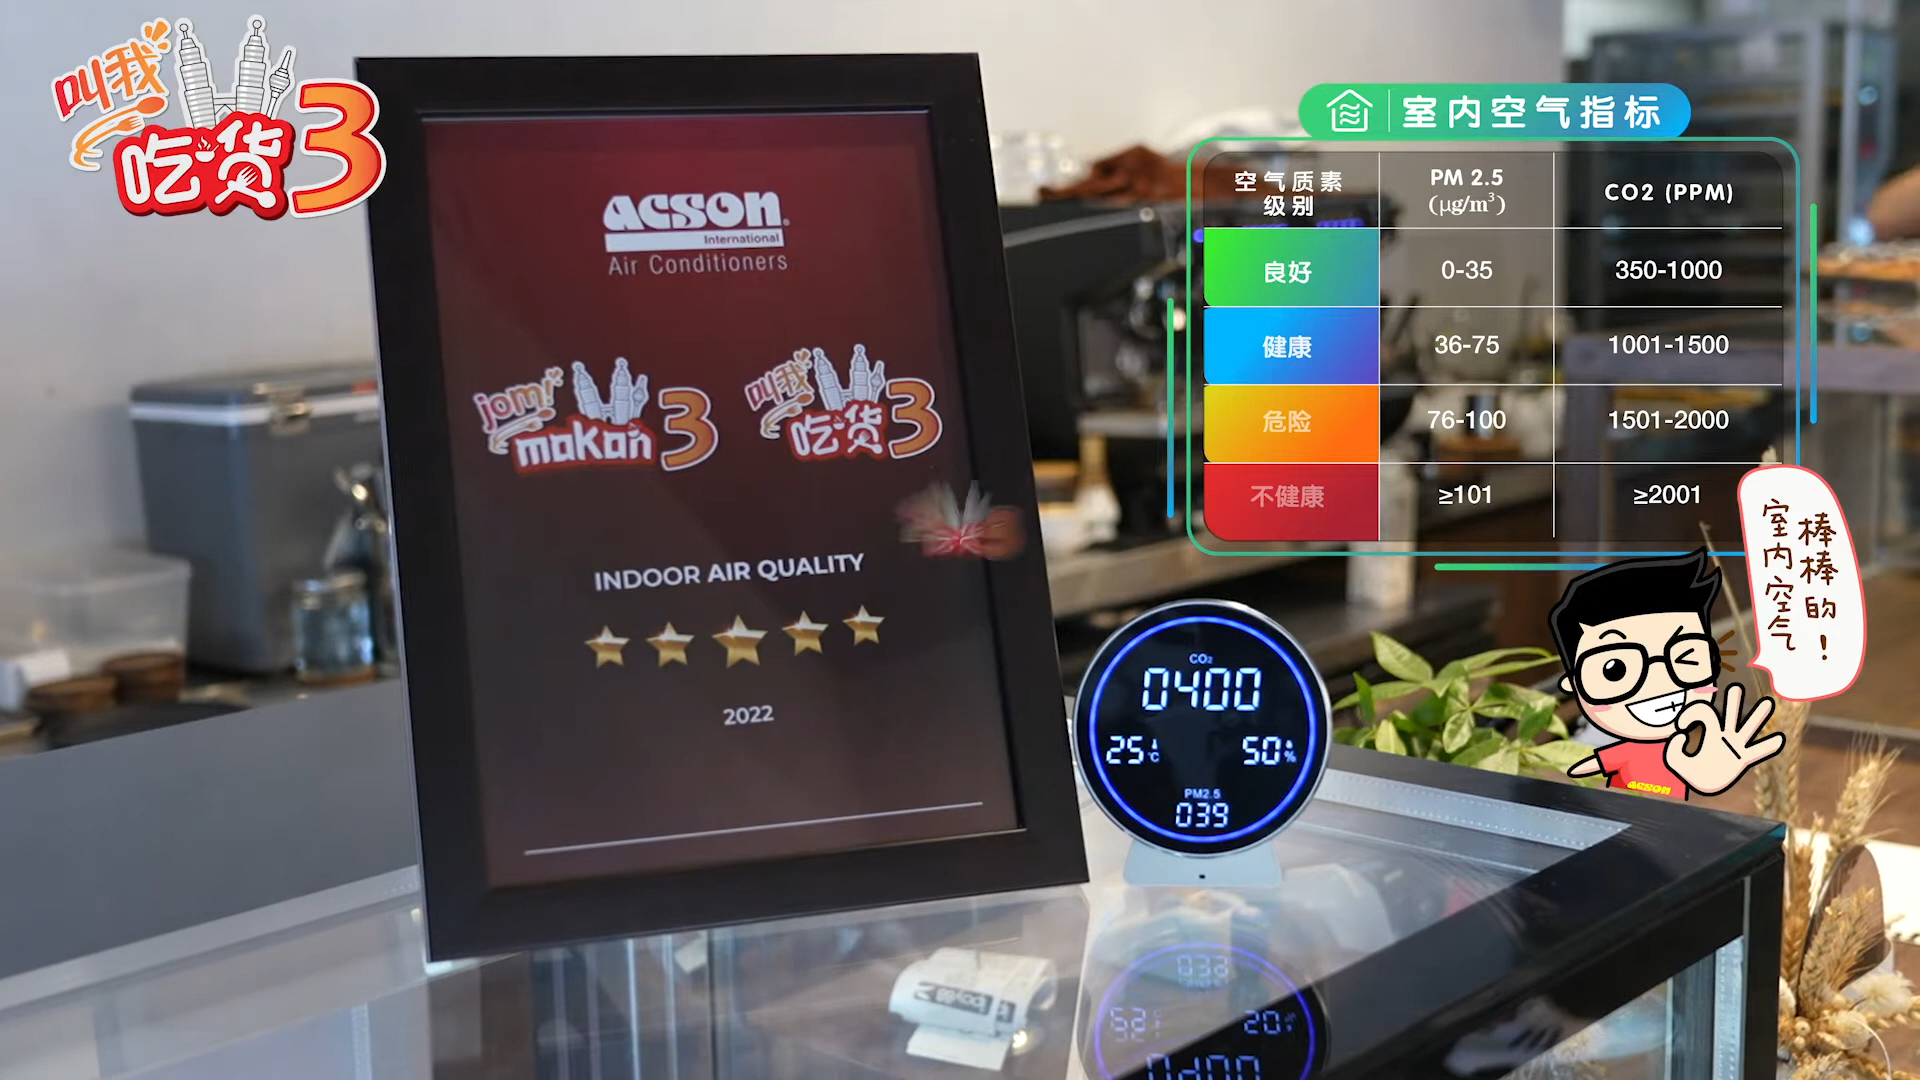 叫我
吃货3
ACSON®
International
Air Conditioners
jom!
makan 3
叫我
吃货3
INDOOR AIR QUALITY
2022
室内空气指标
空气质素
级别
PM 2.5
(μg/m³)
CO2 (PPM)
良好
0-35
350-1000
健康
36-75
1001-1500
危险
76-100
1501-2000
不健康
≥101
≥2001
棒棒的
室内空气！
acson
CO₂
0400
25°C
50%
PM2.5
039